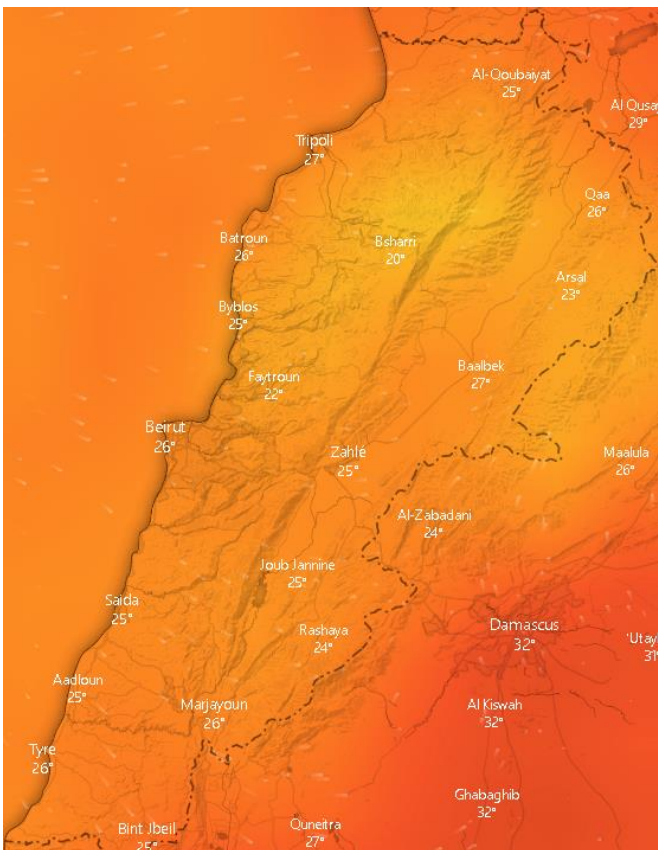 Al-Qoubaiyat
25°
Al Qusa
29°
Tripoli
27°
Qaa
26°
Batroun
26°
Bsharri
20°
Arsal
23°
Byblos
25°
Baalbek
27°
Faytroun
22°
Beirut
26°
Zahlé
25°
Maalula
26°
Al-Zabadani
24°
Joub Jannine
25°
Saida
25°
Rashaya
24°
Damascus
32°
'Utay
31°
Aadloun
25°
Marjayoun
26°
Al Kiswah
32°
Tyre
26°
Ghabaghib
32°
Bint Jbeil
25°
Quneitra
27°